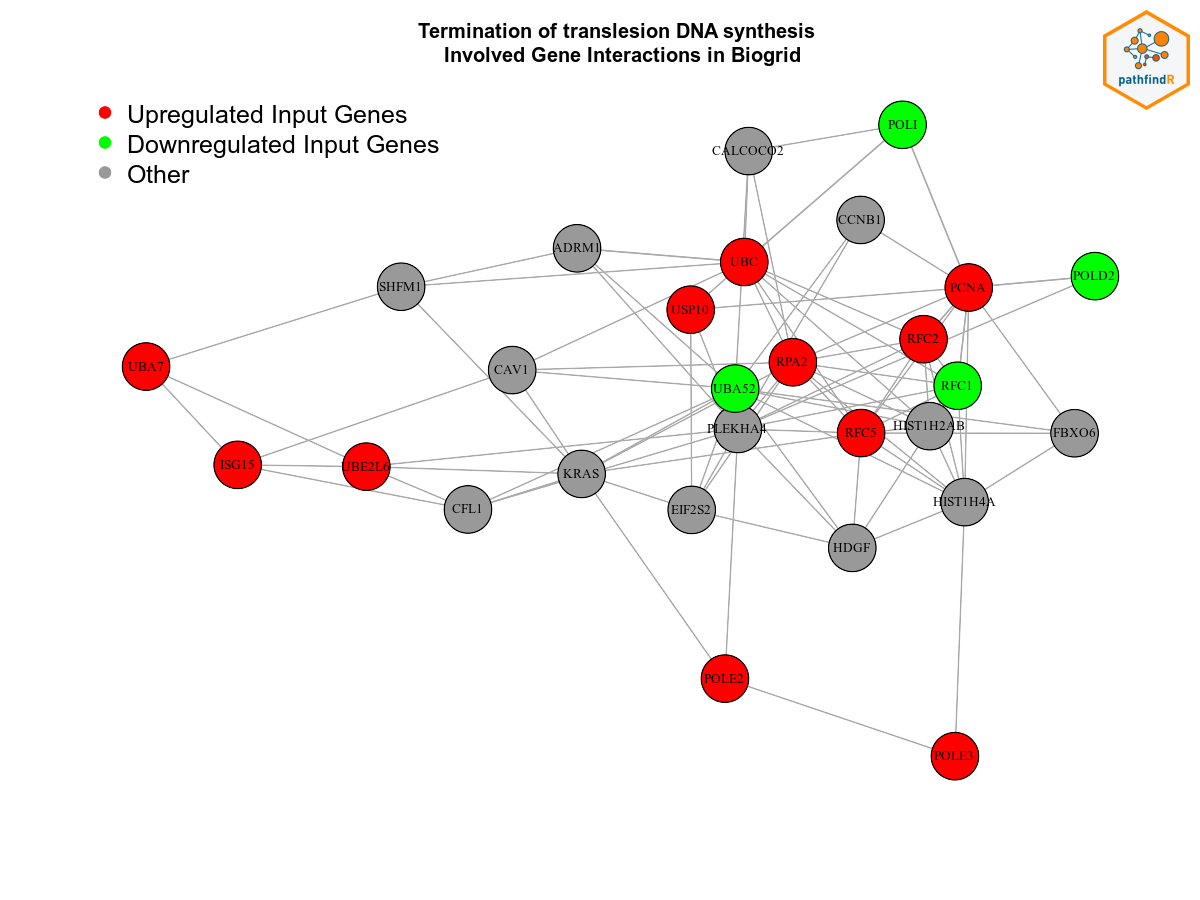 Termination of translesion DNA synthesis
Involved Gene Interactions in Biogrid
pathfindR
Upregulated Input Genes
Downregulated Input Genes
Other
POLI
CALCOCO2
CCNB1
ADRM1
UBC
POLD2
SHFM1
PCNA
USP10
RFC2
RPA2
UBA7
CAV1
RFC1
UBA52
PLEKHA4
HIST1H2AB
RFC5
FBXO6
ISG15
UBE2L6
KRAS
HIST1H4A
CFL1
EIF2S2
HDGF
POLE2
POLE3